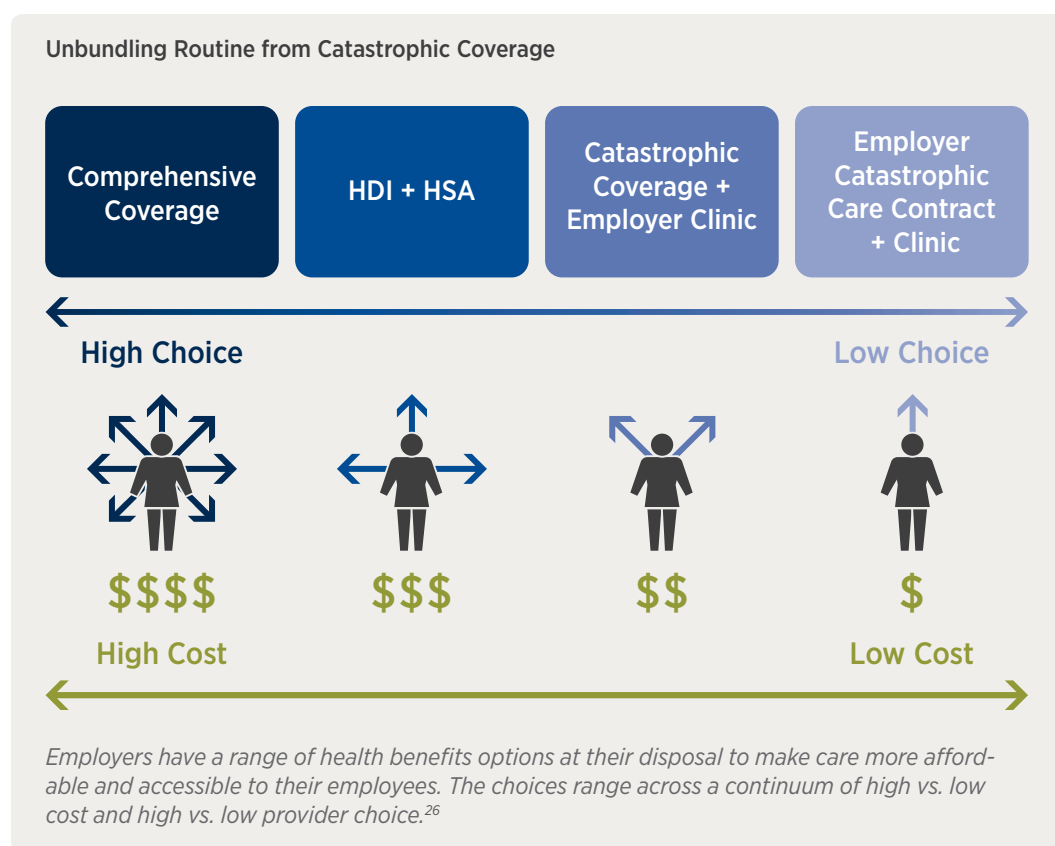 Unbundling Routine from Catastrophic Coverage
Comprehensive
Coverage
HDI + HSA
Catastrophic
Coverage +
Employer Clinic
Employer
Catastrophic
Care Contract
+ Clinic
High Choice
Low Choice
$$$$
$$$
$$
$
High Cost
Low Cost
Employers have a range of health benefits options at their disposal to make care more afford-
able and accessible to their employees. The choices range across a continuum of high vs. low
cost and high vs. low provider choice.26